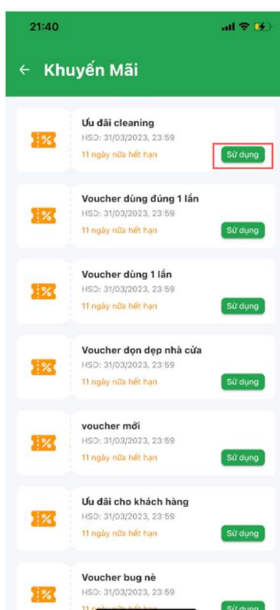 21:40
← Khuyến Mãi
Ưu đãi cleaning
HSD: 31/03/2023, 23:59
11 ngày nữa hết hạn
Sử dụng
Voucher dùng đúng 1 lần
HSD: 31/03/2023, 23:59
11 ngày nữa hết hạn
Sử dụng
Voucher dùng 1 lần
HSD: 31/03/2023, 23:59
11 ngày nữa hết hạn
Sử dụng
Voucher dọn dẹp nhà cửa
HSD: 31/03/2023, 23:59
11 ngày nữa hết hạn
Sử dụng
voucher mới
HSD: 31/03/2023, 23:59
11 ngày nữa hết hạn
Sử dụng
Ưu đãi cho khách hàng
HSD: 31/03/2023, 23:59
11 ngày nữa hết hạn
Sử dụng
Voucher bug nè
HSD: 31/03/2023, 23:59
11
Sử dụng